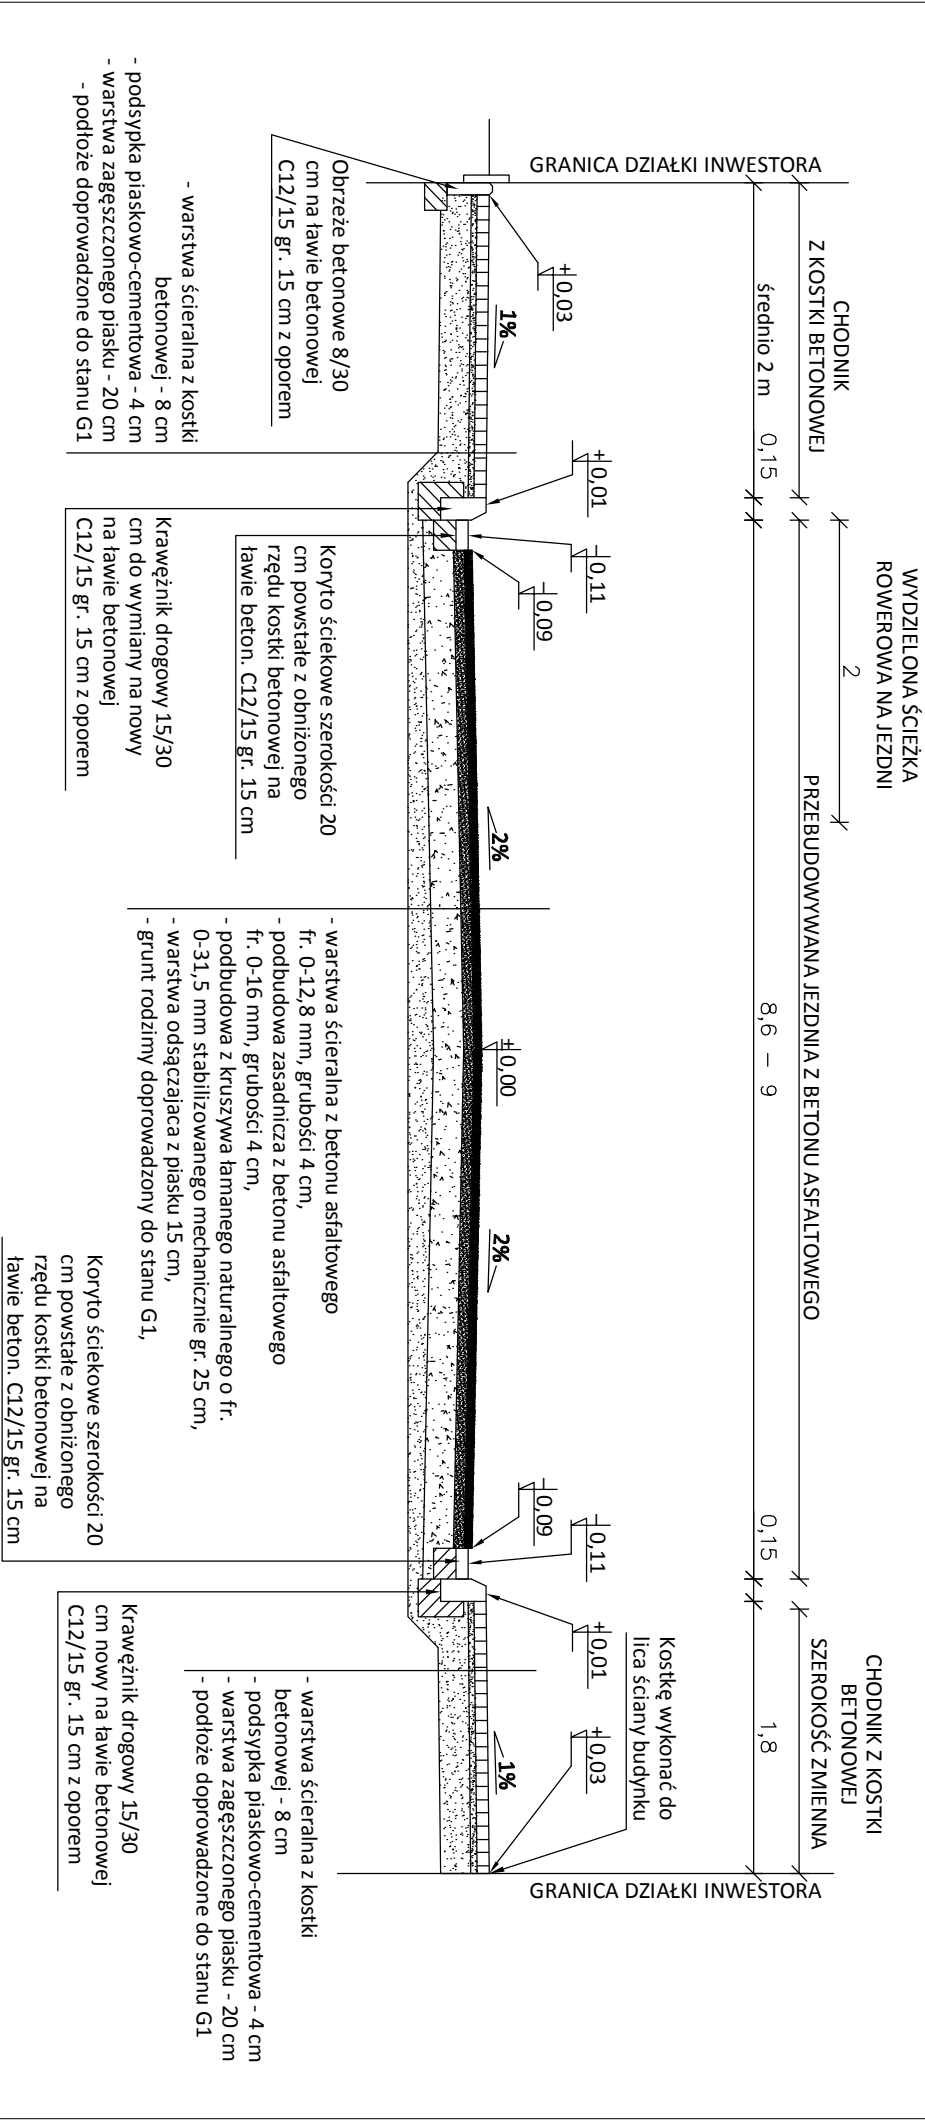 WYDZIELONA ŚCIEŻKA
ROWEROWA NA JEZDNI
2
CHODNIK
Z KOSTKI BETONOWEJ
PRZEBUDOWYWANA JEZDNIA Z BETONU ASFALTOWEGO
CHODNIK Z KOSTKI
BETONOWEJ
SZEROKOŚĆ ZMIENNA
średnio 2 m
0,15
8,6 – 9
0,15
1,8
GRANICA DZIAŁKI INWESTORA
GRANICA DZIAŁKI INWESTORA
+0,03
1%
+0,01
-0,11
-0,09
2%
±0,00
2%
-0,09
-0,11
+0,01
+0,03
1%
Kostkę wykonać do
lica ściany budynku
Obrzeże betonowe 8/30
cm na ławie betonowej
C12/15 gr. 15 cm z oporem
- warstwa ścieralna z kostki
betonowej - 8 cm
- podsypka piaskowo-cementowa - 4 cm
- warstwa zagęszczonego piasku - 20 cm
- podłoże doprowadzone do stanu G1
Koryto ściekowe szerokości 20
cm powstałe z obniżonego
rzędu kostki betonowej na
ławie beton. C12/15 gr. 15 cm
Krawężnik drogowy 15/30
cm do wymiany na nowy
na ławie betonowej
C12/15 gr. 15 cm z oporem
- warstwa ścieralna z betonu asfaltowego
fr. 0-12,8 mm, grubości 4 cm,
- podbudowa zasadnicza z betonu asfaltowego
fr. 0-16 mm, grubości 4 cm,
- podbudowa z kruszywa łamanego naturalnego o fr.
0-31,5 mm stabilizowanego mechanicznie gr. 25 cm,
- warstwa odsączajaca z piasku 15 cm,
- grunt rodzimy doprowadzony do stanu G1,
Koryto ściekowe szerokości 20
cm powstałe z obniżonego
rzędu kostki betonowej na
ławie beton. C12/15 gr. 15 cm
Krawężnik drogowy 15/30
cm nowy na ławie betonowej
C12/15 gr. 15 cm z oporem
- warstwa ścieralna z kostki
betonowej - 8 cm
- podsypka piaskowo-cementowa - 4 cm
- warstwa zagęszczonego piasku - 20 cm
- podłoże doprowadzone do stanu G1